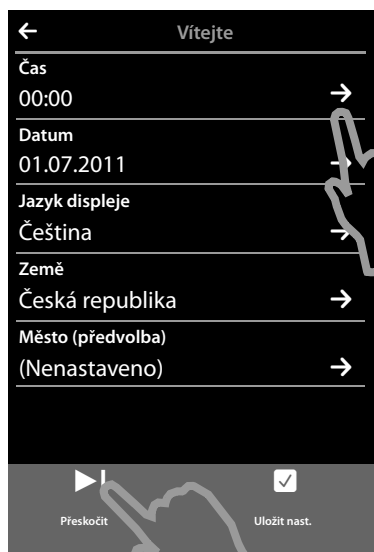 Vítejte
Čas
00:00
Datum
01.07.2011
Jazyk displeje
Čeština
Země
Česká republika
Město (předvolba)
(Nenastaveno)
Přeskočit
Uložit nast.